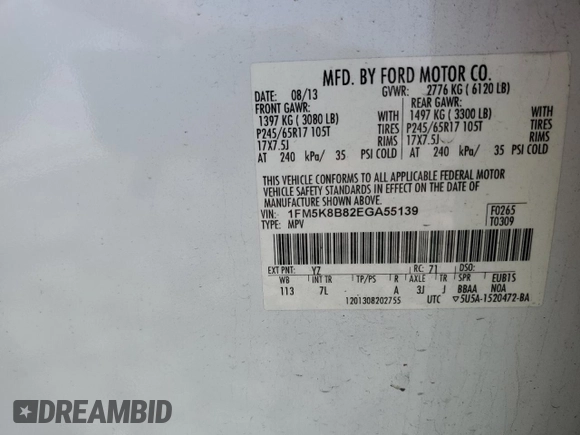 MFD. BY FORD MOTOR CO.
DATE: 08/13 GVWR: 2776 KG ( 6120 LB)
FRONT GAWR: REAR GAWR:
1397 KG ( 3080 LB) WITH 1497 KG ( 3300 LB) WITH
P245/65R17 105T TIRES P245/65R17 105T TIRES
17X7.5J RIMS 17X7.5J RIMS
AT 240 kPa/ 35 PSI COLD AT 240 kPa/ 35 PSI COLD
THIS VEHICLE CONFORMS TO ALL APPLICABLE FEDERAL MOTOR
VEHICLE SAFETY STANDARDS IN EFFECT ON THE DATE OF
MANUFACTURE SHOWN ABOVE.
VIN: 1FM5K8B82EGA55139 F0265
TYPE: MPV T0309
EXT PNT: Y7 RC: 71 DSO:
WB INT TR TP/PS R AXLE TR SPR EUB15
113 7L A 3J J BBAA NOA
1201308202755 UTC ▽5U5A-1520472-BA
DREAMBID